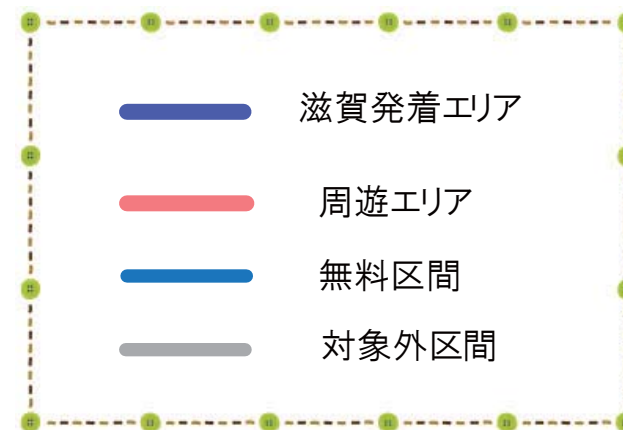 滋賀発着エリア
周遊エリア
無料区間
対象外区間